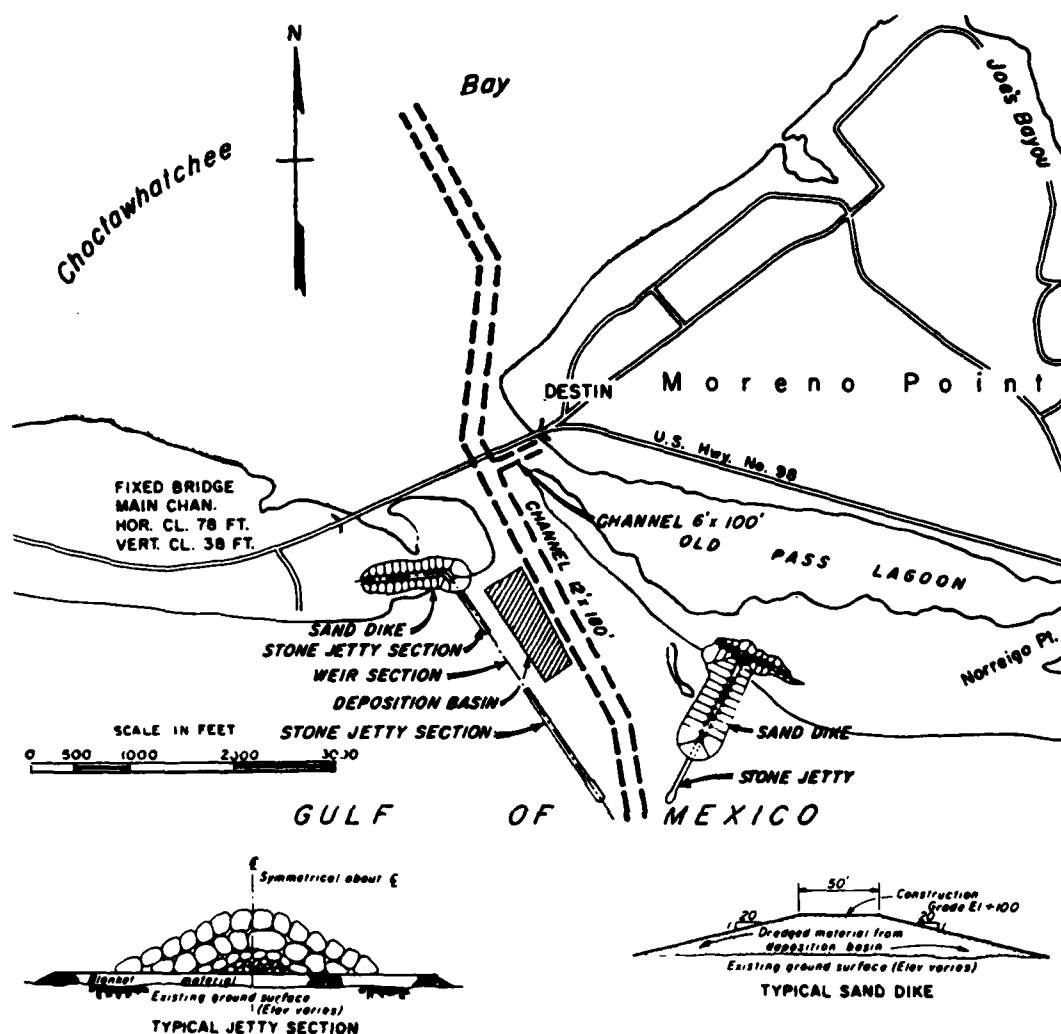 N
Bay
Choctawhatchee
Joe's Bayou
DESTIN
Moreno Point
U.S. Hwy. No. 98
FIXED BRIDGE
MAIN CHAN.
HOR. CL. 78 FT.
VERT. CL. 38 FT.
CHANNEL 6' x 100'
OLD PASS LAGOON
CHANNEL 12' x 180'
Norreigo Pt.
SAND DIKE
STONE JETTY SECTION
WEIR SECTION
DEPOSITION BASIN
STONE JETTY SECTION
SAND DIKE
STONE JETTY
SCALE IN FEET
0 500 1000 2000 3000
GULF OF MEXICO
℄
Symmetrical about ℄
blanket material
Existing ground surface
(Elev varies)
TYPICAL JETTY SECTION
50'
Construction
Grade El +10.0
20
1
20
1
Dredged material from
deposition basin
Existing ground surface (Elev varies)
TYPICAL SAND DIKE